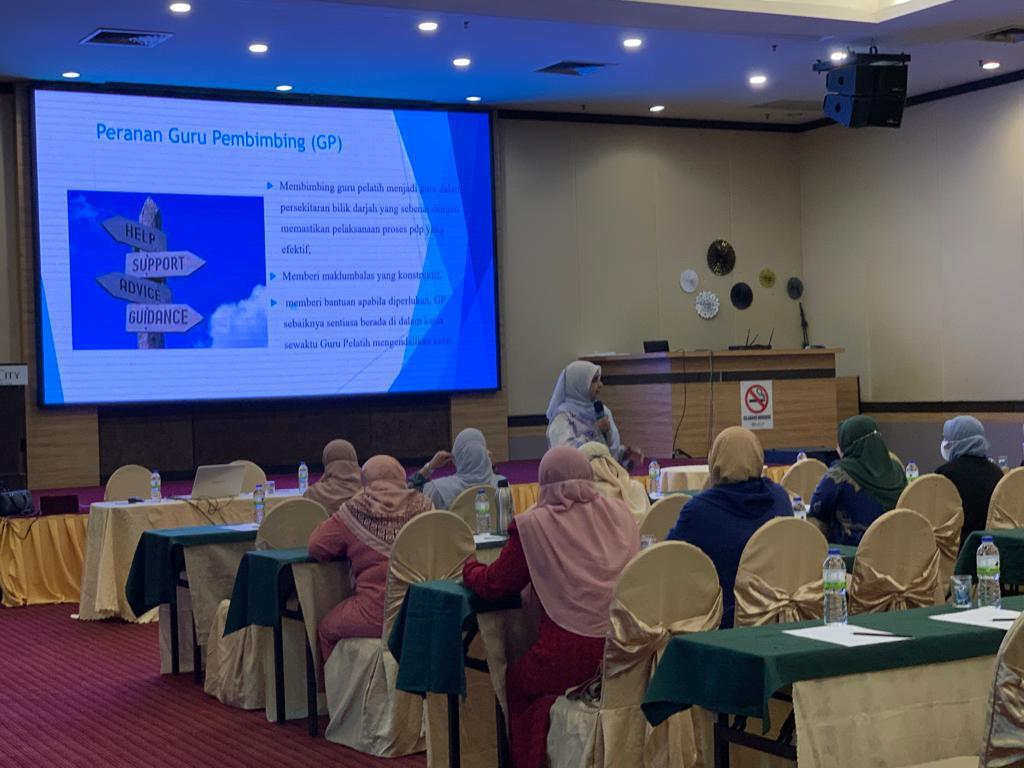 Peranan Guru Pembimbing (GP)
HELP
SUPPORT
ADVICE
GUIDANCE
Membimbing guru pelatih menjadi guru dalam
persekitaran bilik darjah yang sebenar dengan
memastikan pelaksanaan proses pdp yang
efektif,
Memberi maklumbalas yang konstruktif,
memberi bantuan apabila diperlukan, GP
sebaiknya sentiasa berada di dalam kelas
sewaktu Guru Pelatih mengendalikan kelas
CITY